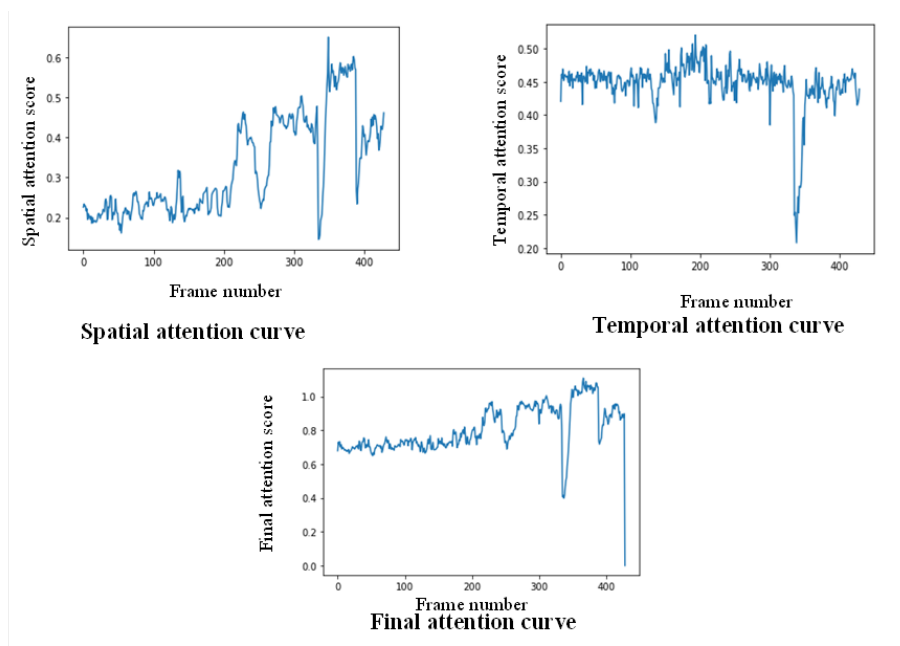 Spatial attention score
0.6
0.5
0.4
0.3
0.2
0 100 200 300 400
Frame number
Spatial attention curve
Temporal attention score
0.50
0.45
0.40
0.35
0.30
0.25
0.20
0 100 200 300 400
Frame number
Temporal attention curve
Final attention score
1.0
0.8
0.6
0.4
0.2
0.0
0 100 200 300 400
Frame number
Final attention curve